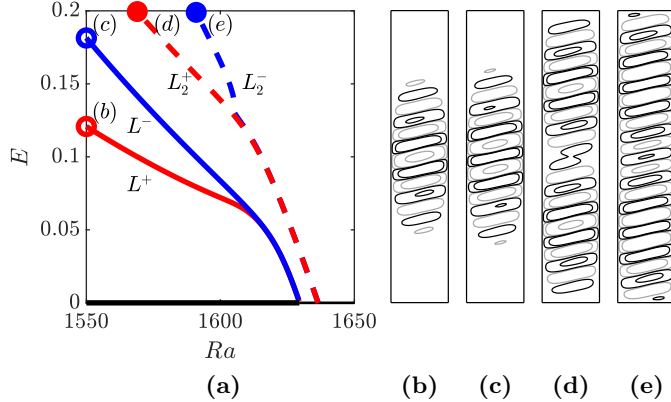 0.2
(d)
(e)
(c)
0.15
L₂⁺
L₂⁻
(b)
L⁻
E
0.1
L⁺
0.05
0
1550
1600
1650
Ra
(a)
(b)
(c)
(d)
(e)